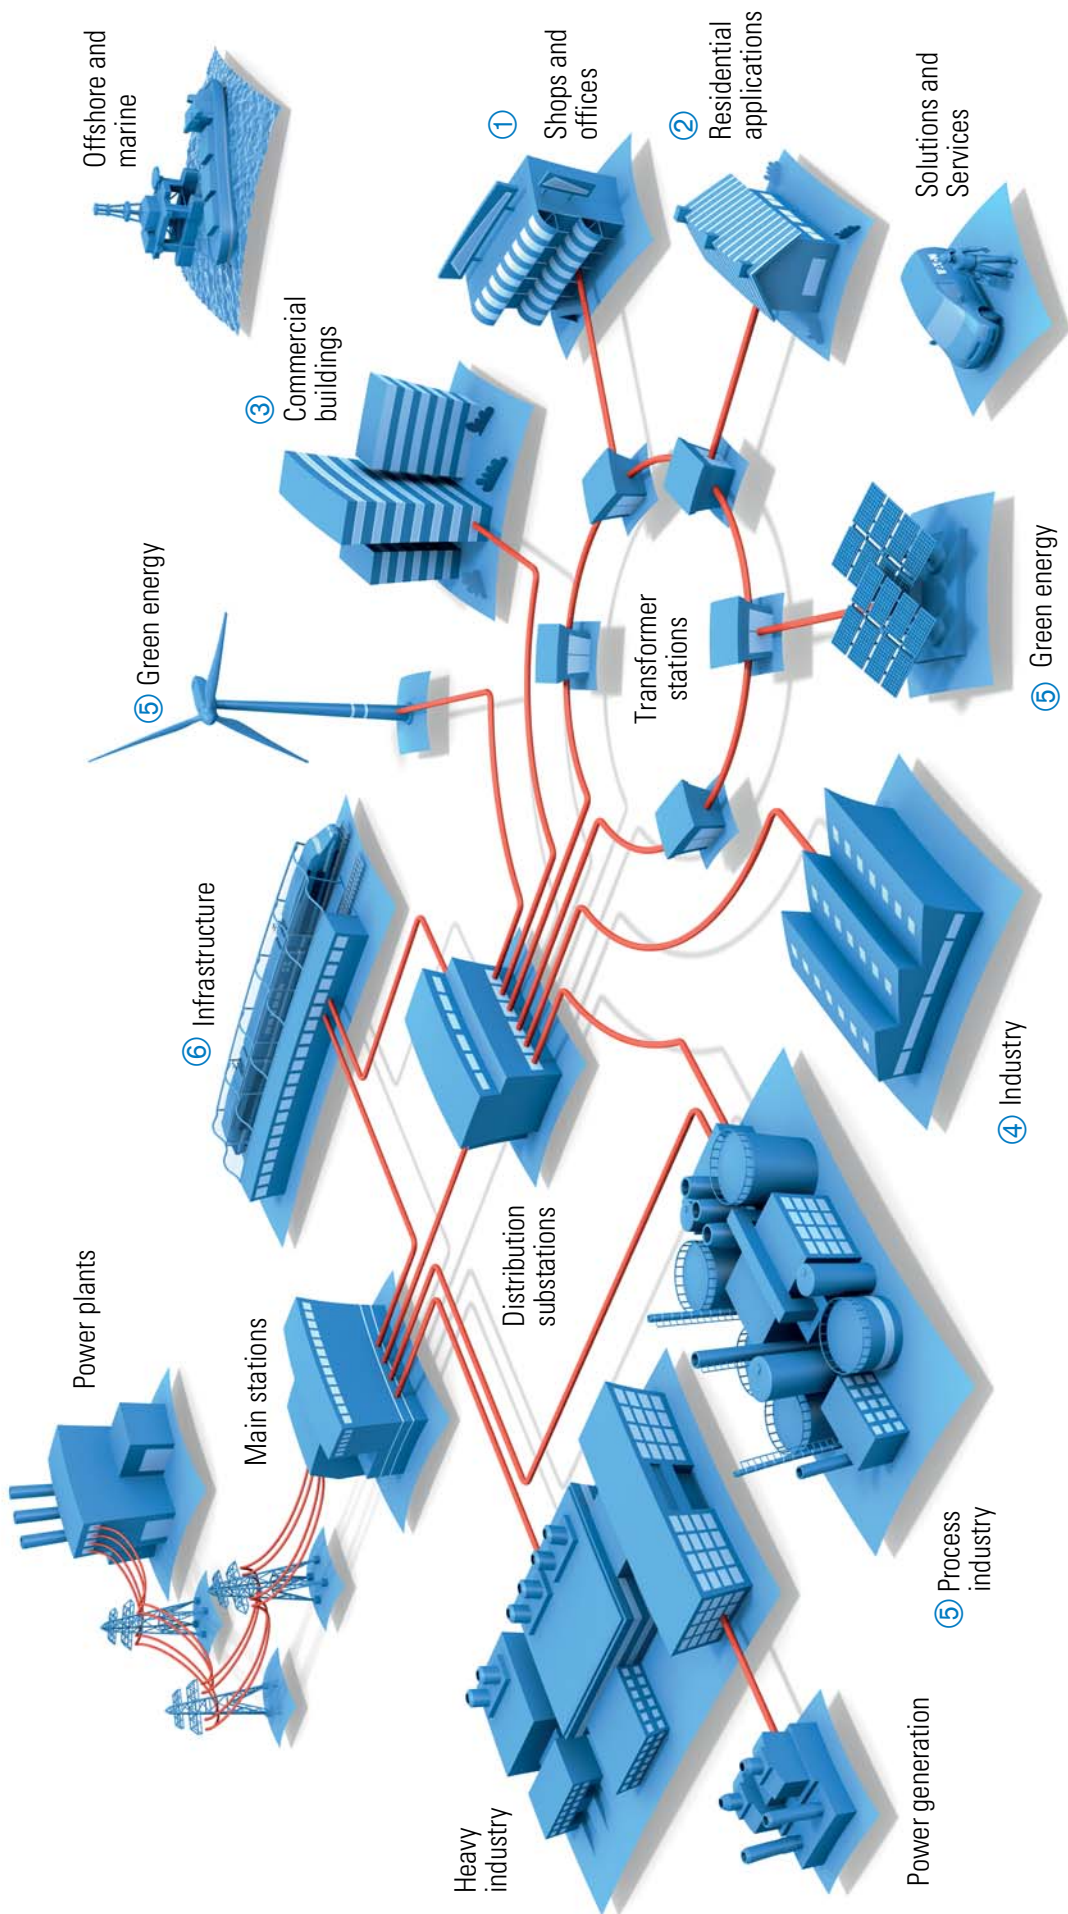 Offshore and
marine
Power plants
⑤ Green energy
⑥ Infrastructure
③
Commercial
buildings
Main stations
①
Shops and
offices
Distribution
substations
②
Residential
applications
Transformer
stations
Heavy
industry
Solutions and
Services
Power generation
⑤ Process
industry
④ Industry
⑤ Green energy